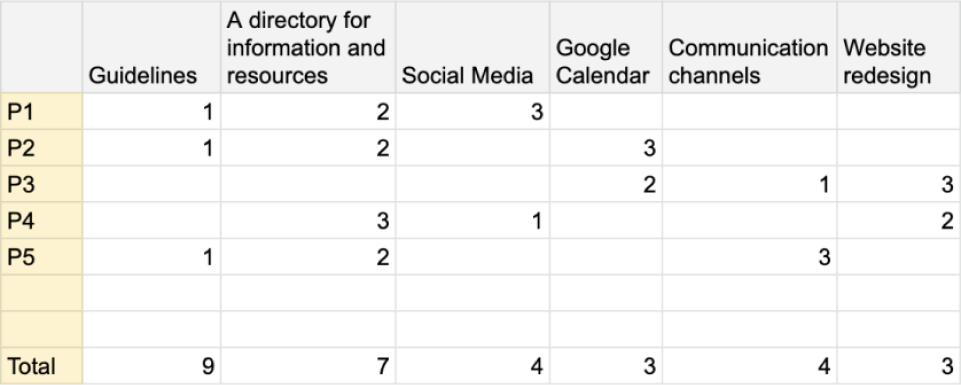 Guidelines A directory for information and resources Social Media Google Calendar Communication channels Website redesign
P1 1 2 3
P2 1 2 3
P3 2 1 3
P4 3 1 2
P5 1 2 3
Total 9 7 4 3 4 3